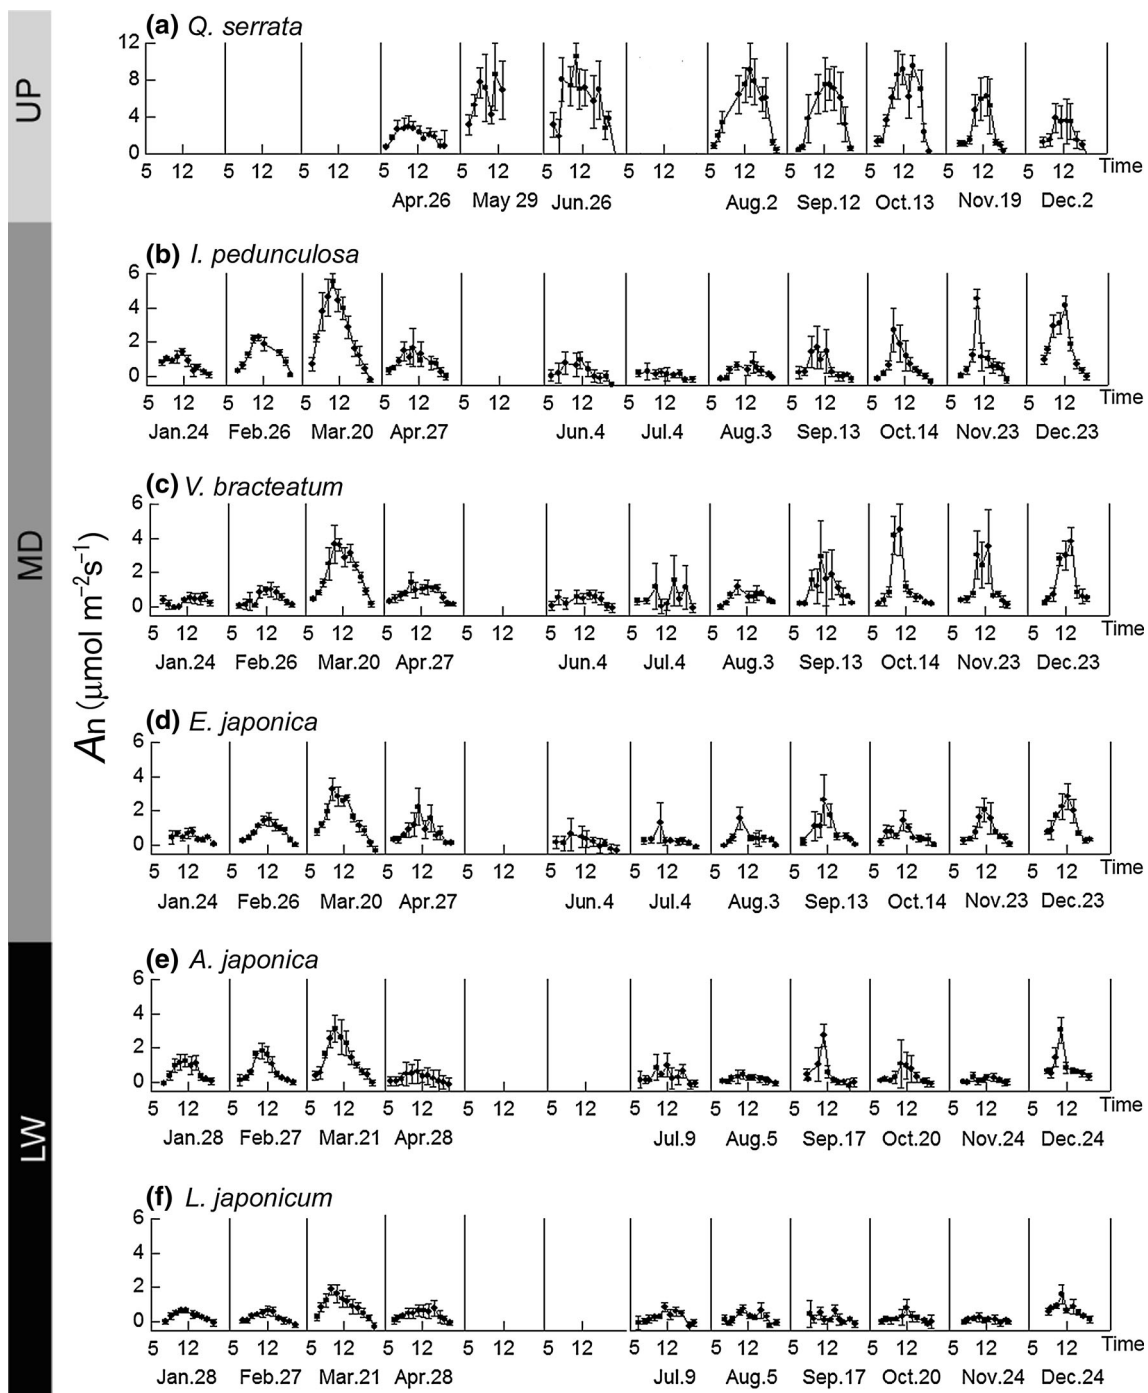 (a) Q. serrata
12
8
4
0
5 12 5 12 5 12 5 12 5 12 5 12 5 12 5 12 5 12 5 12 5 12 5 12 Time
Apr.26 May 29 Jun.26 Aug.2 Sep.12 Oct.13 Nov.19 Dec.2
UP
(b) I. pedunculosa
6
4
2
0
5 12 5 12 5 12 5 12 5 12 5 12 5 12 5 12 5 12 5 12 5 12 5 12 Time
Jan.24 Feb.26 Mar.20 Apr.27 Jun.4 Jul.4 Aug.3 Sep.13 Oct.14 Nov.23 Dec.23
(c) V. bracteatum
6
4
2
0
5 12 5 12 5 12 5 12 5 12 5 12 5 12 5 12 5 12 5 12 5 12 5 12 Time
Jan.24 Feb.26 Mar.20 Apr.27 Jun.4 Jul.4 Aug.3 Sep.13 Oct.14 Nov.23 Dec.23
MD
An (μmol m⁻²s⁻¹)
(d) E. japonica
6
4
2
0
5 12 5 12 5 12 5 12 5 12 5 12 5 12 5 12 5 12 5 12 5 12 5 12 Time
Jan.24 Feb.26 Mar.20 Apr.27 Jun.4 Jul.4 Aug.3 Sep.13 Oct.14 Nov.23 Dec.23
(e) A. japonica
6
4
2
0
5 12 5 12 5 12 5 12 5 12 5 12 5 12 5 12 5 12 5 12 5 12 5 12 Time
Jan.28 Feb.27 Mar.21 Apr.28 Jul.9 Aug.5 Sep.17 Oct.20 Nov.24 Dec.24
LW
(f) L. japonicum
6
4
2
0
5 12 5 12 5 12 5 12 5 12 5 12 5 12 5 12 5 12 5 12 5 12 5 12 Time
Jan.28 Feb.27 Mar.21 Apr.28 Jul.9 Aug.5 Sep.17 Oct.20 Nov.24 Dec.24